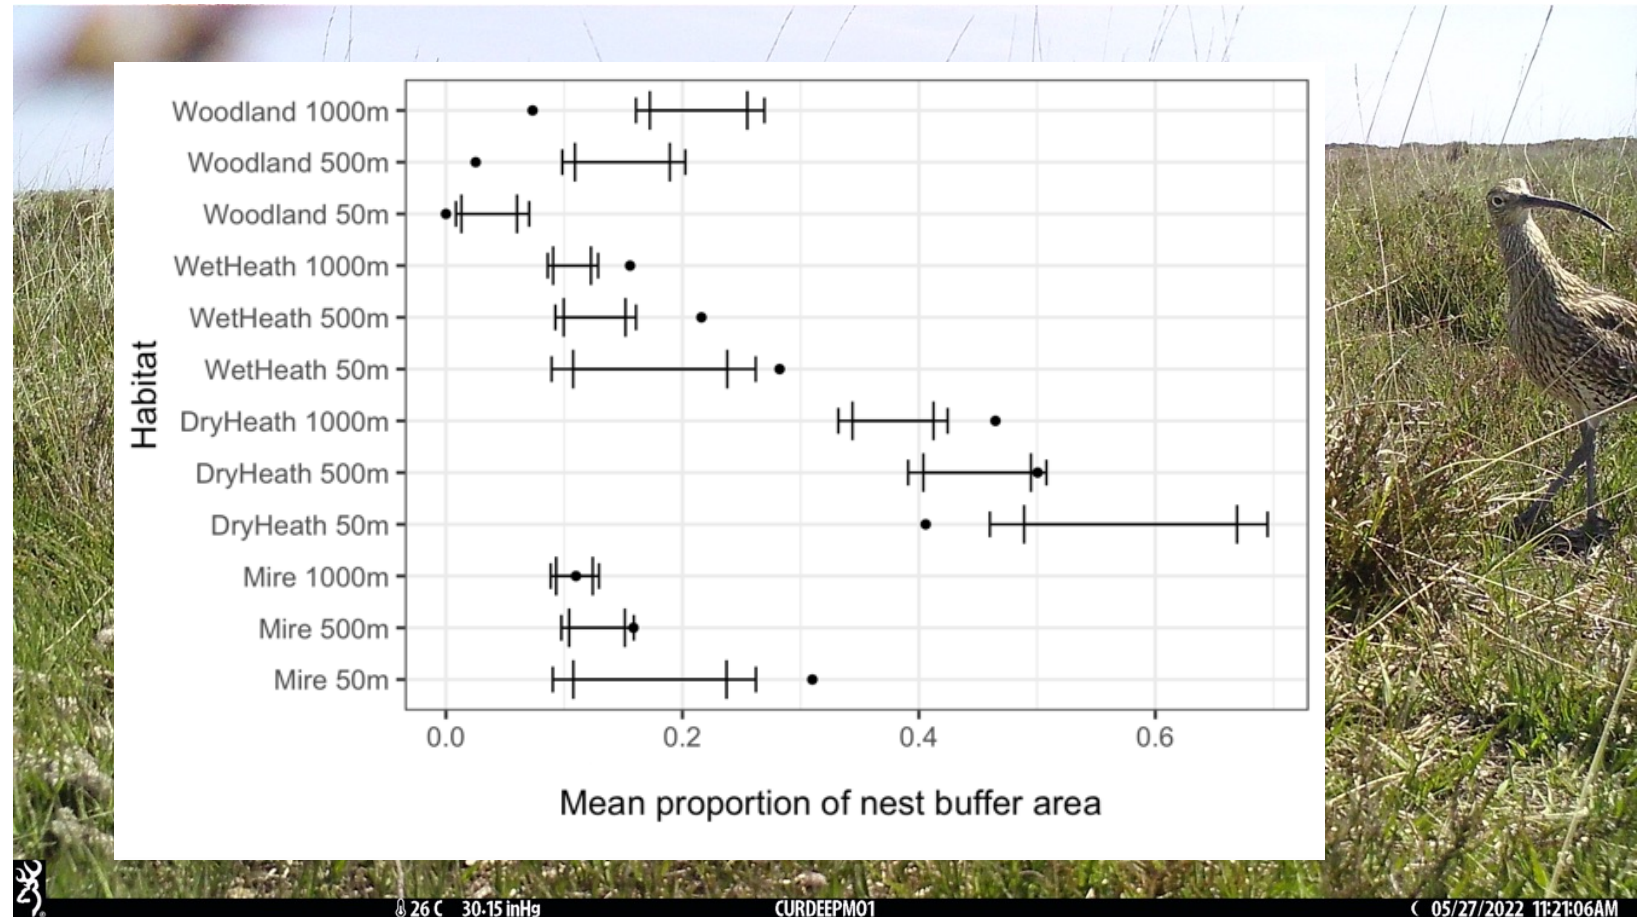 Woodland 1000m
Woodland 500m
Woodland 50m
WetHeath 1000m
WetHeath 500m
WetHeath 50m
DryHeath 1000m
DryHeath 500m
DryHeath 50m
Mire 1000m
Mire 500m
Mire 50m
Habitat
0.0 0.2 0.4 0.6
Mean proportion of nest buffer area
26 C 30.15 inHg CURDEEPMO1 05/27/2022 11:21:06AM